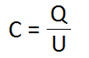 C = Q/U